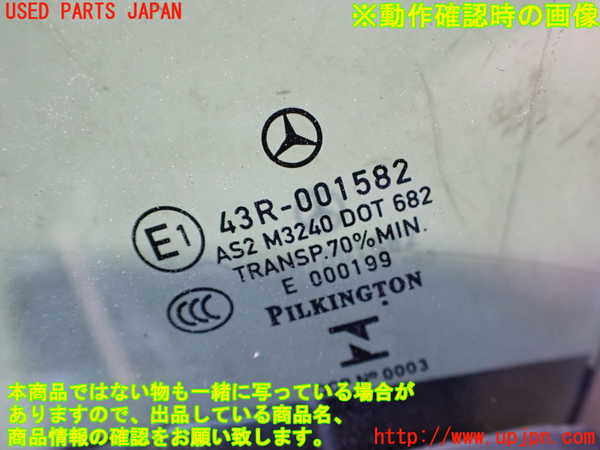 USED PARTS JAPAN
※動作確認時の画像
43R-001582
E1
AS2 M3240 DOT 682
TRANSP.70%MIN.
E 000199
CCC
PILKINGTON
Nº 0003
本商品ではない物も一緒に写っている場合が
ありますので、出品している商品名、
商品情報の確認をお願い致します。
http://www.upjpn.com/